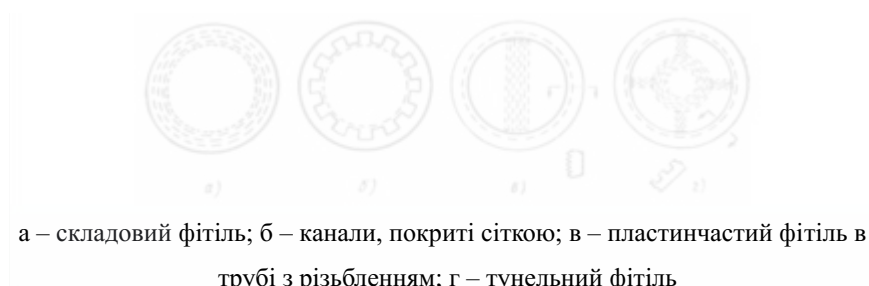 а) б) в) г)
а – складовий фітіль; б – канали, покриті сіткою; в – пластинчастий фітіль в
трубі з різьбленням; г – тунельний фітіль